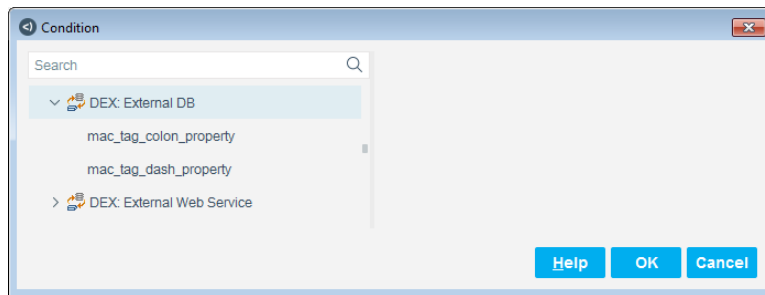 Condition
Search
DEX: External DB
mac_tag_colon_property
mac_tag_dash_property
DEX: External Web Service
Help OK Cancel